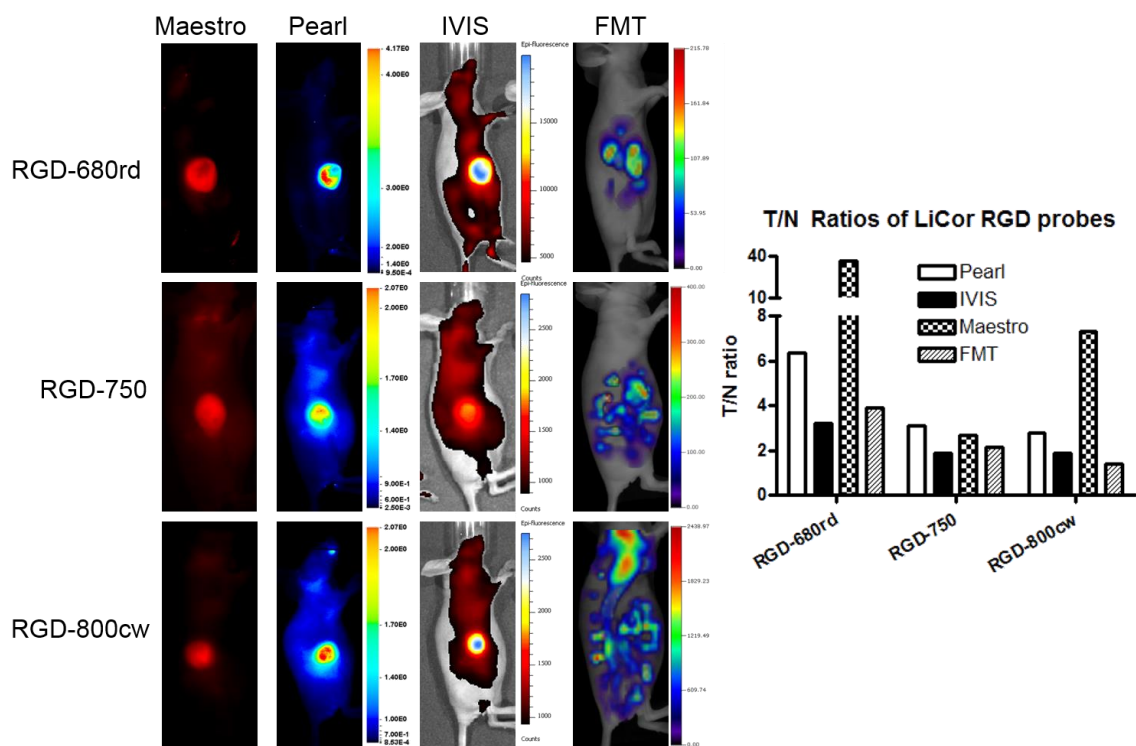 Maestro Pearl IVIS FMT
RGD-680rd
4.17E0
4.00E0
3.00E0
2.00E0
1.40E0
9.50E-4
Epi-fluorescence
15000
10000
5000
Counts
215.78
161.84
107.89
53.95
0.00
RGD-750
2.07E0
2.00E0
1.70E0
1.40E0
9.00E-1
6.00E-1
2.50E-3
Epi-fluorescence
2500
2000
1500
1000
Counts
400.00
300.00
200.00
100.00
0.00
RGD-800cw
2.07E0
2.00E0
1.70E0
1.50E0
1.00E0
7.00E-1
8.53E-4
Epi-fluorescence
2500
2000
1500
1000
Counts
2438.97
1829.23
1219.49
609.74
0.00
T/N Ratios of LiCor RGD probes
T/N ratio
40
10
8
6
4
2
0
Pearl
IVIS
Maestro
FMT
RGD-680rd
RGD-750
RGD-800cw